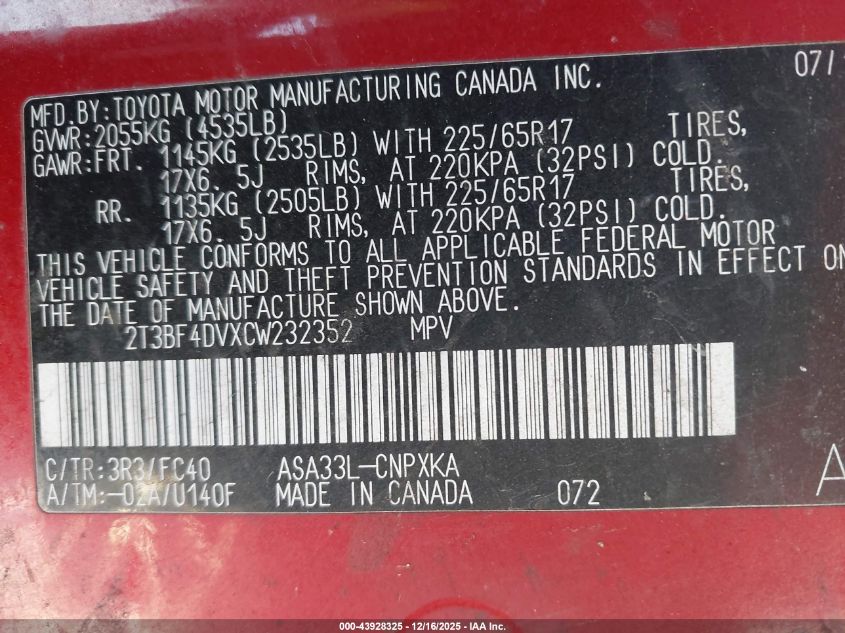 07/
MFD.BY:TOYOTA MOTOR MANUFACTURING CANADA INC.
GVWR:2055KG (4535LB)
GAWR:FRT. 1145KG (2535LB) WITH 225/65R17 TIRES,
17X6. 5J RIMS, AT 220KPA (32PSI) COLD.
RR. 1135KG (2505LB) WITH 225/65R17 TIRES,
17X6. 5J RIMS, AT 220KPA (32PSI) COLD.
THIS VEHICLE CONFORMS TO ALL APPLICABLE FEDERAL MOTOR
VEHICLE SAFETY AND THEFT PREVENTION STANDARDS IN EFFECT ON
THE DATE OF MANUFACTURE SHOWN ABOVE.
2T3BF4DVXCW232352 MPV
C/TR:3R3/FC40 ASA33L-CNPXKA
A/TM:-02A/U140F MADE IN CANADA 072
A
000-43928325 - 12/16/2025 - IAA Inc.